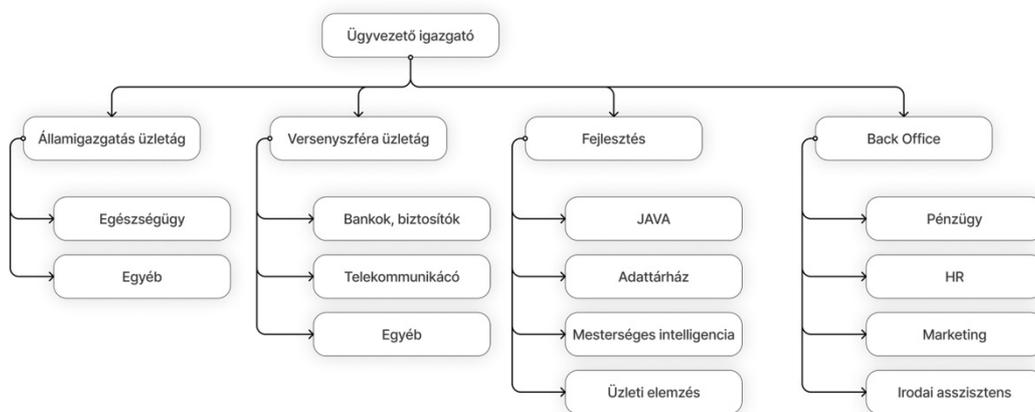 Ügyvezető igazgató
Államigazgatás üzletág
Versenyszféra üzletág
Fejlesztés
Back Office
Egészségügy
Bankok, biztosítók
JAVA
Pénzügy
Egyéb
Telekommunikácó
Adattárház
HR
Egyéb
Mesterséges intelligencia
Marketing
Üzleti elemzés
Irodai asszisztens